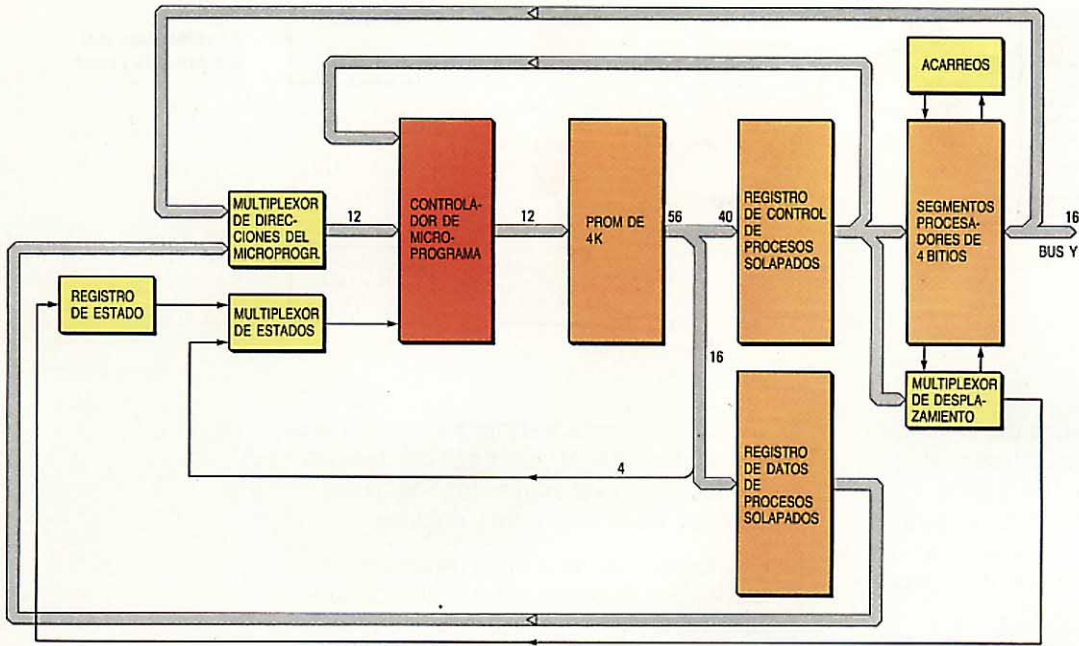 ACARREOS
MULTIPLEXOR
DE DIREC-
CIONES DEL
MICROPROGR.
12
CONTROLA-
DOR DE
MICRO-
PROGRAMA
12
PROM DE
4K
56
40
REGISTRO
DE CONTROL
DE
PROCESOS
SOLAPADOS
SEGMENTOS
PROCESA-
DORES DE
4 BITIOS
16
BUS Y
REGISTRO
DE ESTADO
MULTIPLEXOR
DE ESTADOS
16
MULTIPLEXOR
DE DESPLA-
ZAMIENTO
4
REGISTRO
DE DATOS
DE
PROCESOS
SOLAPADOS